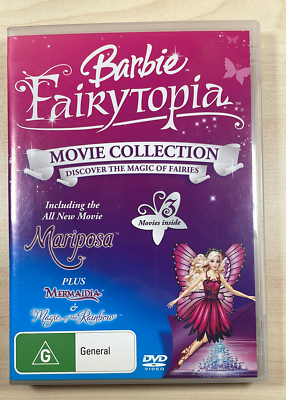 Barbie
Fairytopia
MOVIE COLLECTION
DISCOVER THE MAGIC OF FAIRIES
Including the
All New Movie
3
Movies inside
Mariposa
PLUS
MERMAIDIA
&
Magic of the Rainbow
G
General
DVD
VIDEO